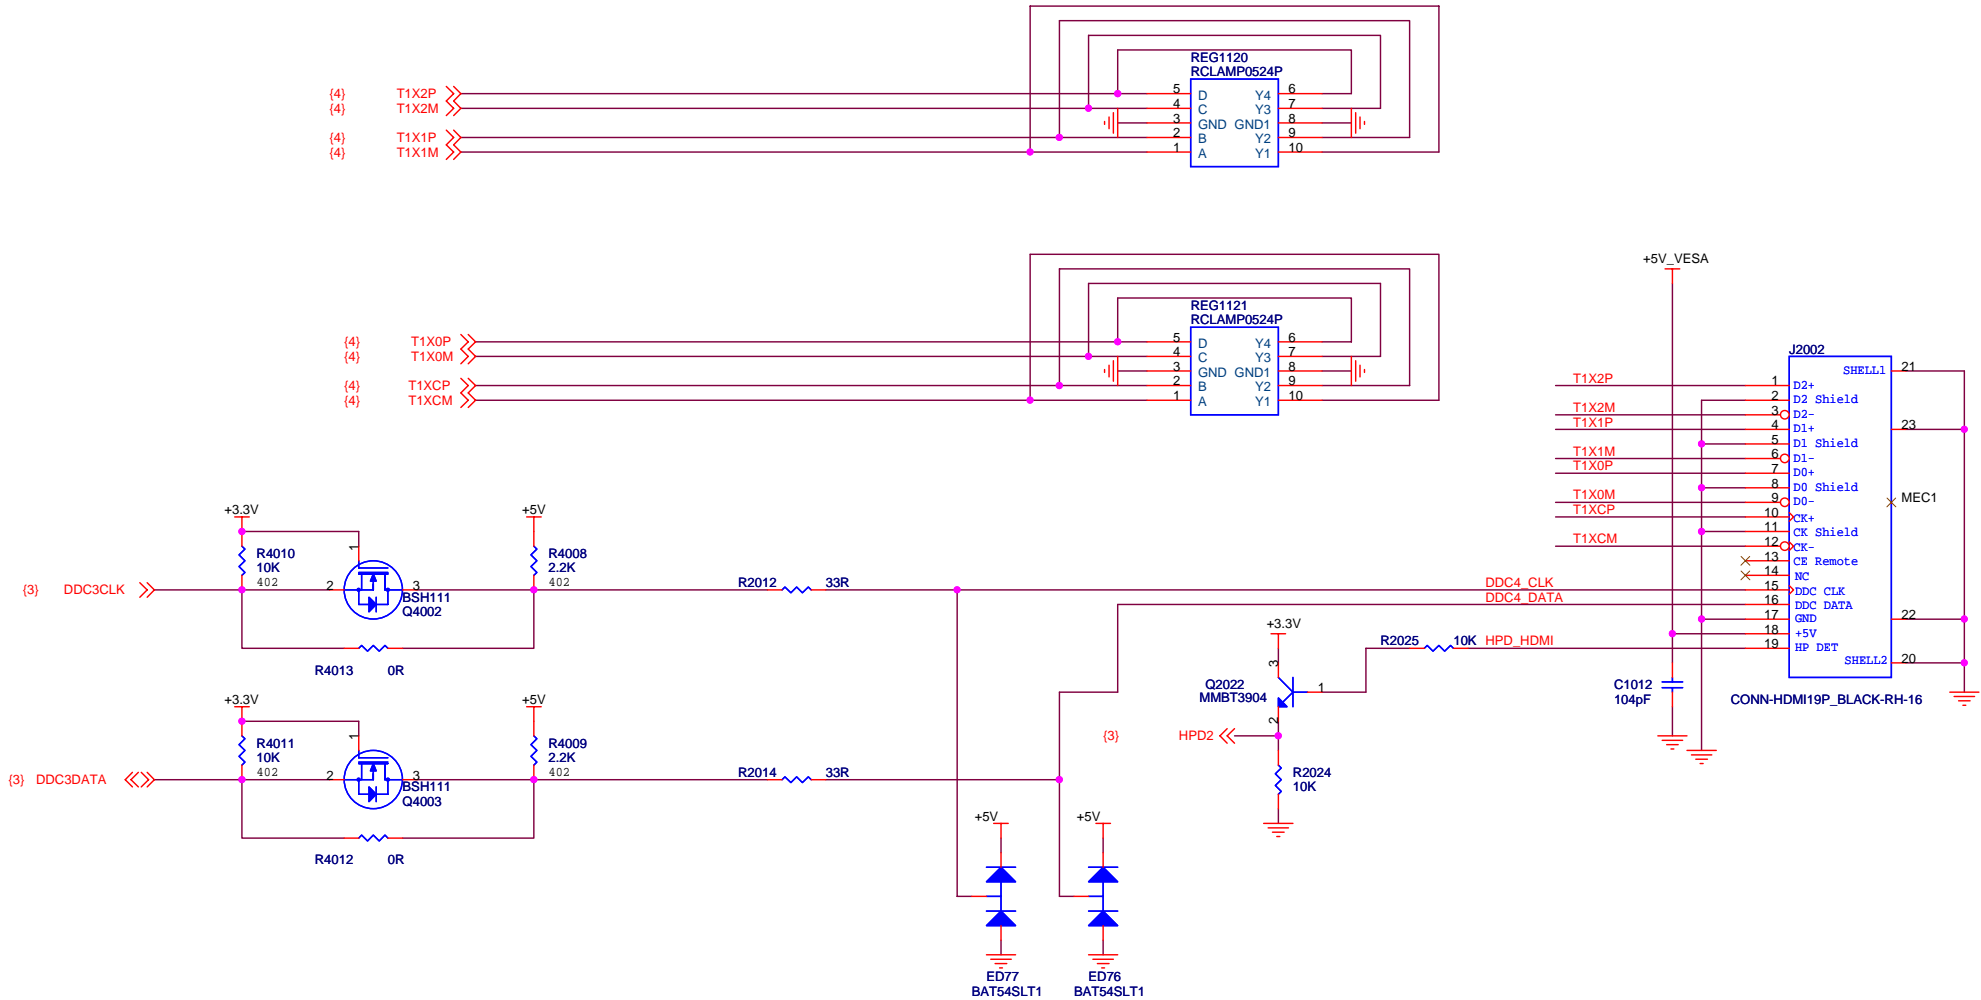 REG1120
RCLAMP0524P
{4} T1X2P
{4} T1X2M
{4} T1X1P
{4} T1X1M
5 D Y4 6
4 C Y3 7
3 GND GND1 8
2 B Y2 9
1 A Y1 10
REG1121
RCLAMP0524P
{4} T1X0P
{4} T1X0M
{4} T1XCP
{4} T1XCM
5 D Y4 6
4 C Y3 7
3 GND GND1 8
2 B Y2 9
1 A Y1 10
+5V_VESA
J2002
SHELL1 21
T1X2P 1 D2+
2 D2 Shield
T1X2M 3 D2-
T1X1P 4 D1+
23
5 D1 Shield
T1X1M 6 D1-
T1X0P 7 D0+
8 D0 Shield
T1X0M 9 D0-
MEC1
T1XCP 10 CK+
11 CK Shield
T1XCM 12 CK-
13 CE Remote
14 NC
DDC4_CLK 15 DDC CLK
DDC4_DATA 16 DDC DATA
17 GND 22
18 +5V
R2025 10K HPD_HDMI 19 HP DET
SHELL2 20
C1012
104pF
CONN-HDMI19P_BLACK-RH-16
+3.3V
+5V
R4010
10K
402
1
R4008
2.2K
402
{3} DDC3CLK
2
3
BSH111
Q4002
R2012 33R
R4013 0R
+3.3V
+5V
R4011
10K
402
1
R4009
2.2K
402
{3} DDC3DATA
2
3
BSH111
Q4003
R2014 33R
R4012 0R
+3.3V
3
Q2022
MMBT3904
1
2
{3} HPD2
R2024
10K
+5V
+5V
ED77
BAT54SLT1
ED76
BAT54SLT1